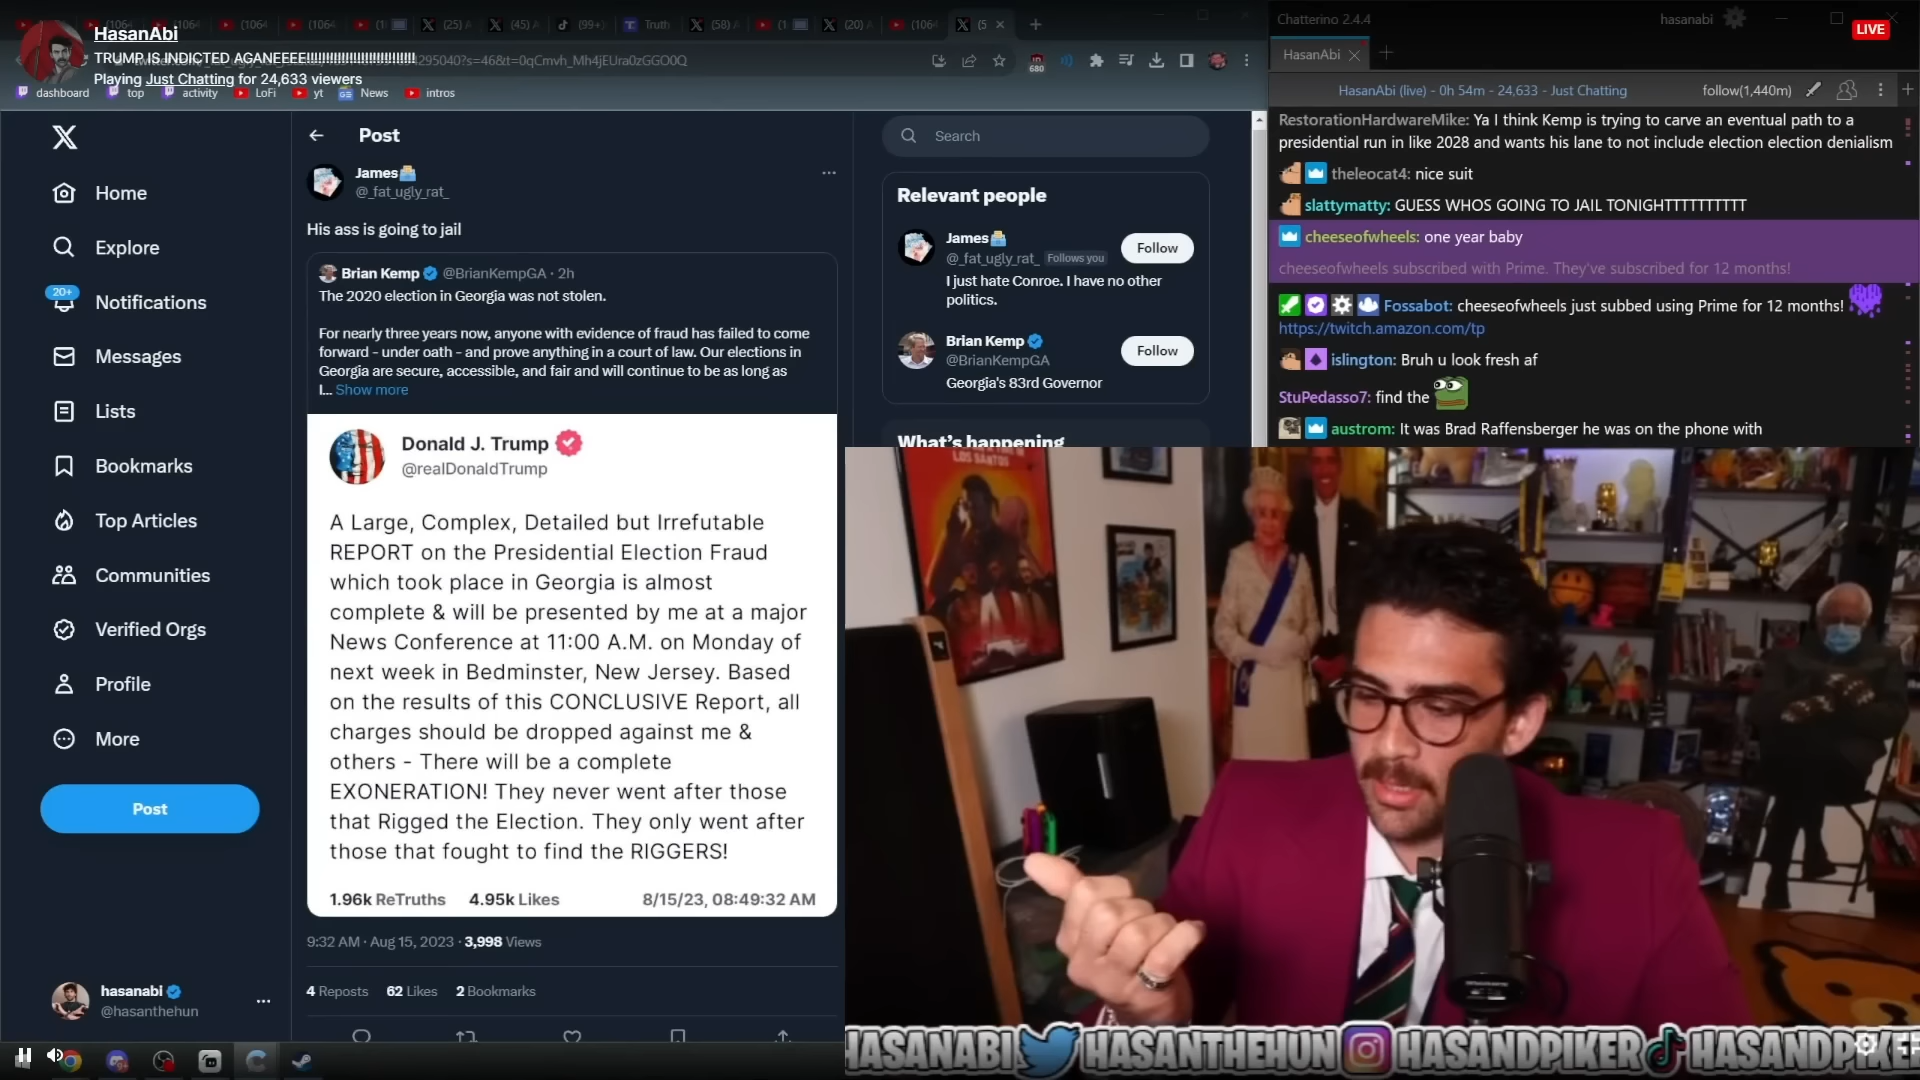 HasanAbi
TRUMP IS INDICTED AGANEEEE!!!!!!!!!!!!!!!!!!!!!!!!!!!!!!!!
Playing Just Chatting for 24,633 viewers
dashboard top activity LoFi yt News intros
680
Post
James
@_fat_ugly_rat_
His ass is going to jail
Brian Kemp @BrianKempGA · 2h
The 2020 election in Georgia was not stolen.
For nearly three years now, anyone with evidence of fraud has failed to come
forward - under oath - and prove anything in a court of law. Our elections in
Georgia are secure, accessible, and fair and will continue to be as long as
I... Show more
Donald J. Trump
@realDonaldTrump
A Large, Complex, Detailed but Irrefutable
REPORT on the Presidential Election Fraud
which took place in Georgia is almost
complete & will be presented by me at a major
News Conference at 11:00 A.M. on Monday of
next week in Bedminster, New Jersey. Based
on the results of this CONCLUSIVE Report, all
charges should be dropped against me &
others - There will be a complete
EXONERATION! They never went after those
that Rigged the Election. They only went after
those that fought to find the RIGGERS!
1.96k ReTruths 4.95k Likes 8/15/23, 08:49:32 AM
9:32 AM · Aug 15, 2023 · 3,998 Views
4 Reposts 62 Likes 2 Bookmarks
Home
Explore
20+
Notifications
Messages
Lists
Bookmarks
Top Articles
Communities
Verified Orgs
Profile
More
Post
hasanabi
@hasanthehun
Search
Relevant people
James
@_fat_ugly_rat_ Follows you
Follow
I just hate Conroe. I have no other
politics.
Brian Kemp
@BrianKempGA
Follow
Georgia's 83rd Governor
What's happening
Chatterino 2.4.4
hasanabi
LIVE
HasanAbi
HasanAbi (live) - 0h 54m - 24,633 - Just Chatting
follow(1,440m)
RestorationHardwareMike: Ya I think Kemp is trying to carve an eventual path to a
presidential run in like 2028 and wants his lane to not include election election denialism
theleocat4: nice suit
slattymatty: GUESS WHOS GOING TO JAIL TONIGHTTTTTTTTTT
cheeseofwheels: one year baby
cheeseofwheels subscribed with Prime. They've subscribed for 12 months!
Fossabot: cheeseofwheels just subbed using Prime for 12 months!
https://twitch.amazon.com/tp
islington: Bruh u look fresh af
StuPedasso7: find the
austrom: It was Brad Raffensberger he was on the phone with
LOS SANTOS
HASANABI HASANTHEHUN HASANDPIKER HASANDPIKE